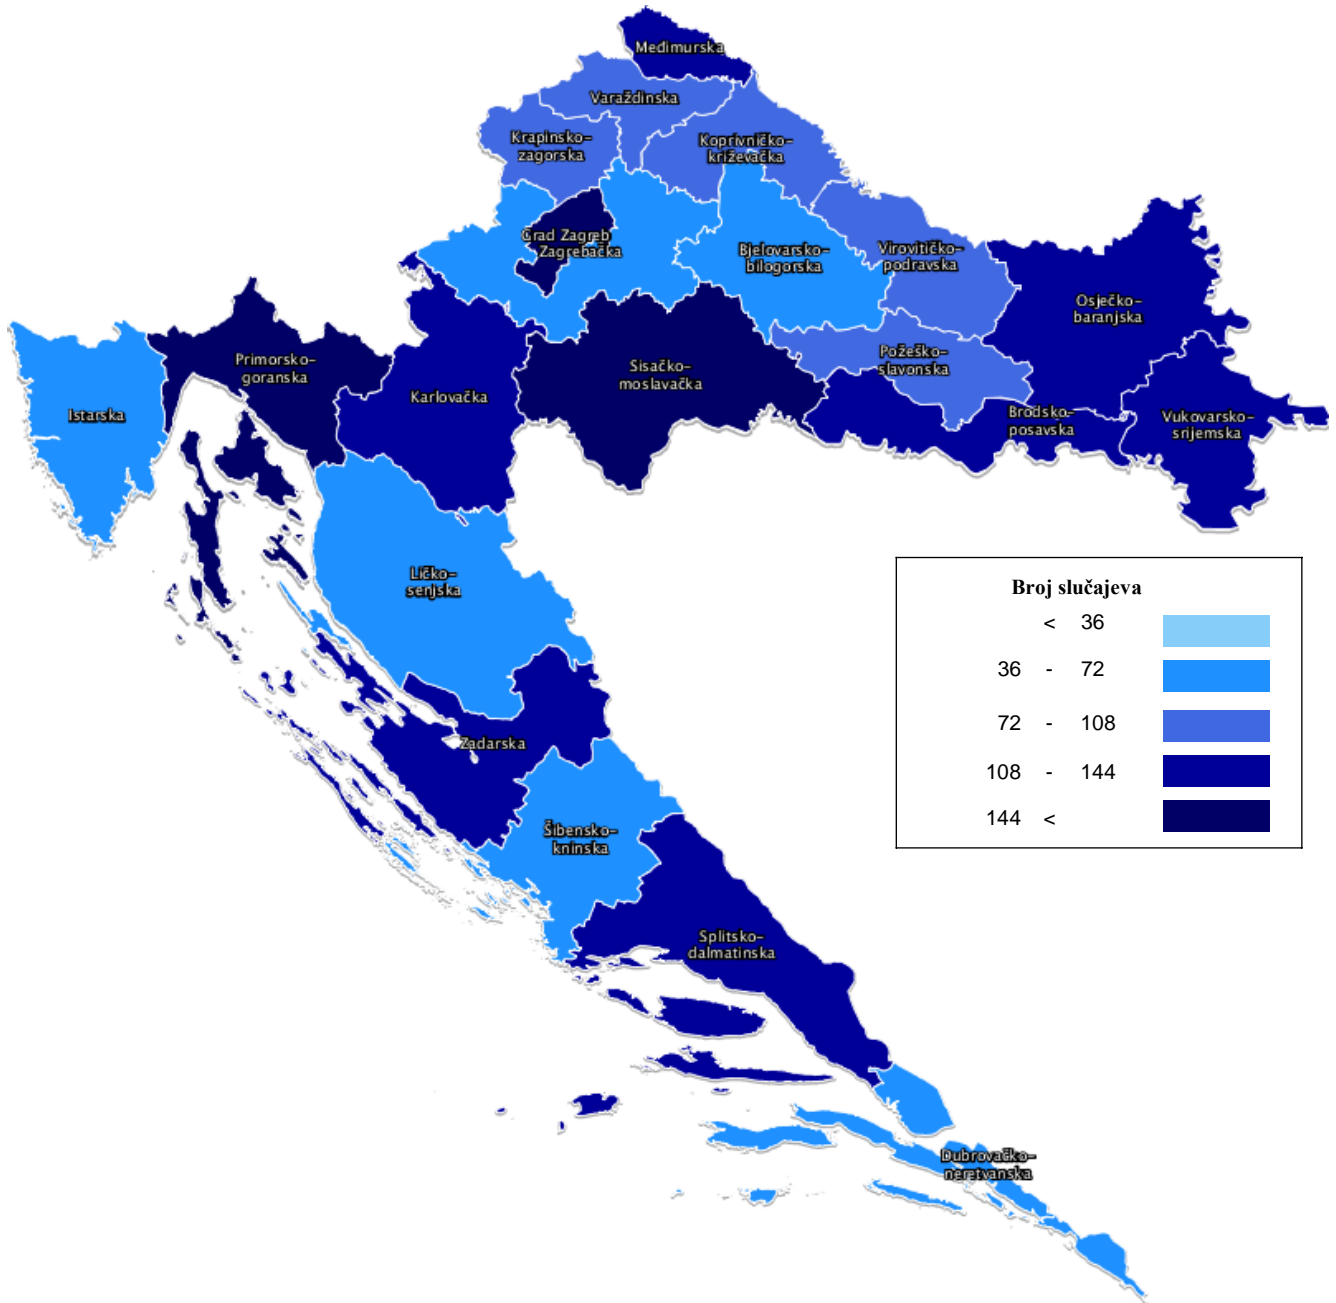 Međimurska
Varaždinska
Krapinsko-
zagorska
Koprivničko-
križevačka
Grad Zagreb
Zagrebačka
Bjelovarsko-
bilogorska
Virovitičko-
podravska
Osječko-
baranjska
Primorsko-
goranska
Karlovačka
Sisačko-
moslavačka
Požeško-
slavonska
Istarska
Brodsko-
posavska
Vukovarsko-
srijemska
Ličko-
senjska
Broj slučajeva
< 36
36 - 72
72 - 108
108 - 144
144 <
Zadarska
Šibensko-
kninska
Splitsko-
dalmatinska
Dubrovačko-
neretvanska